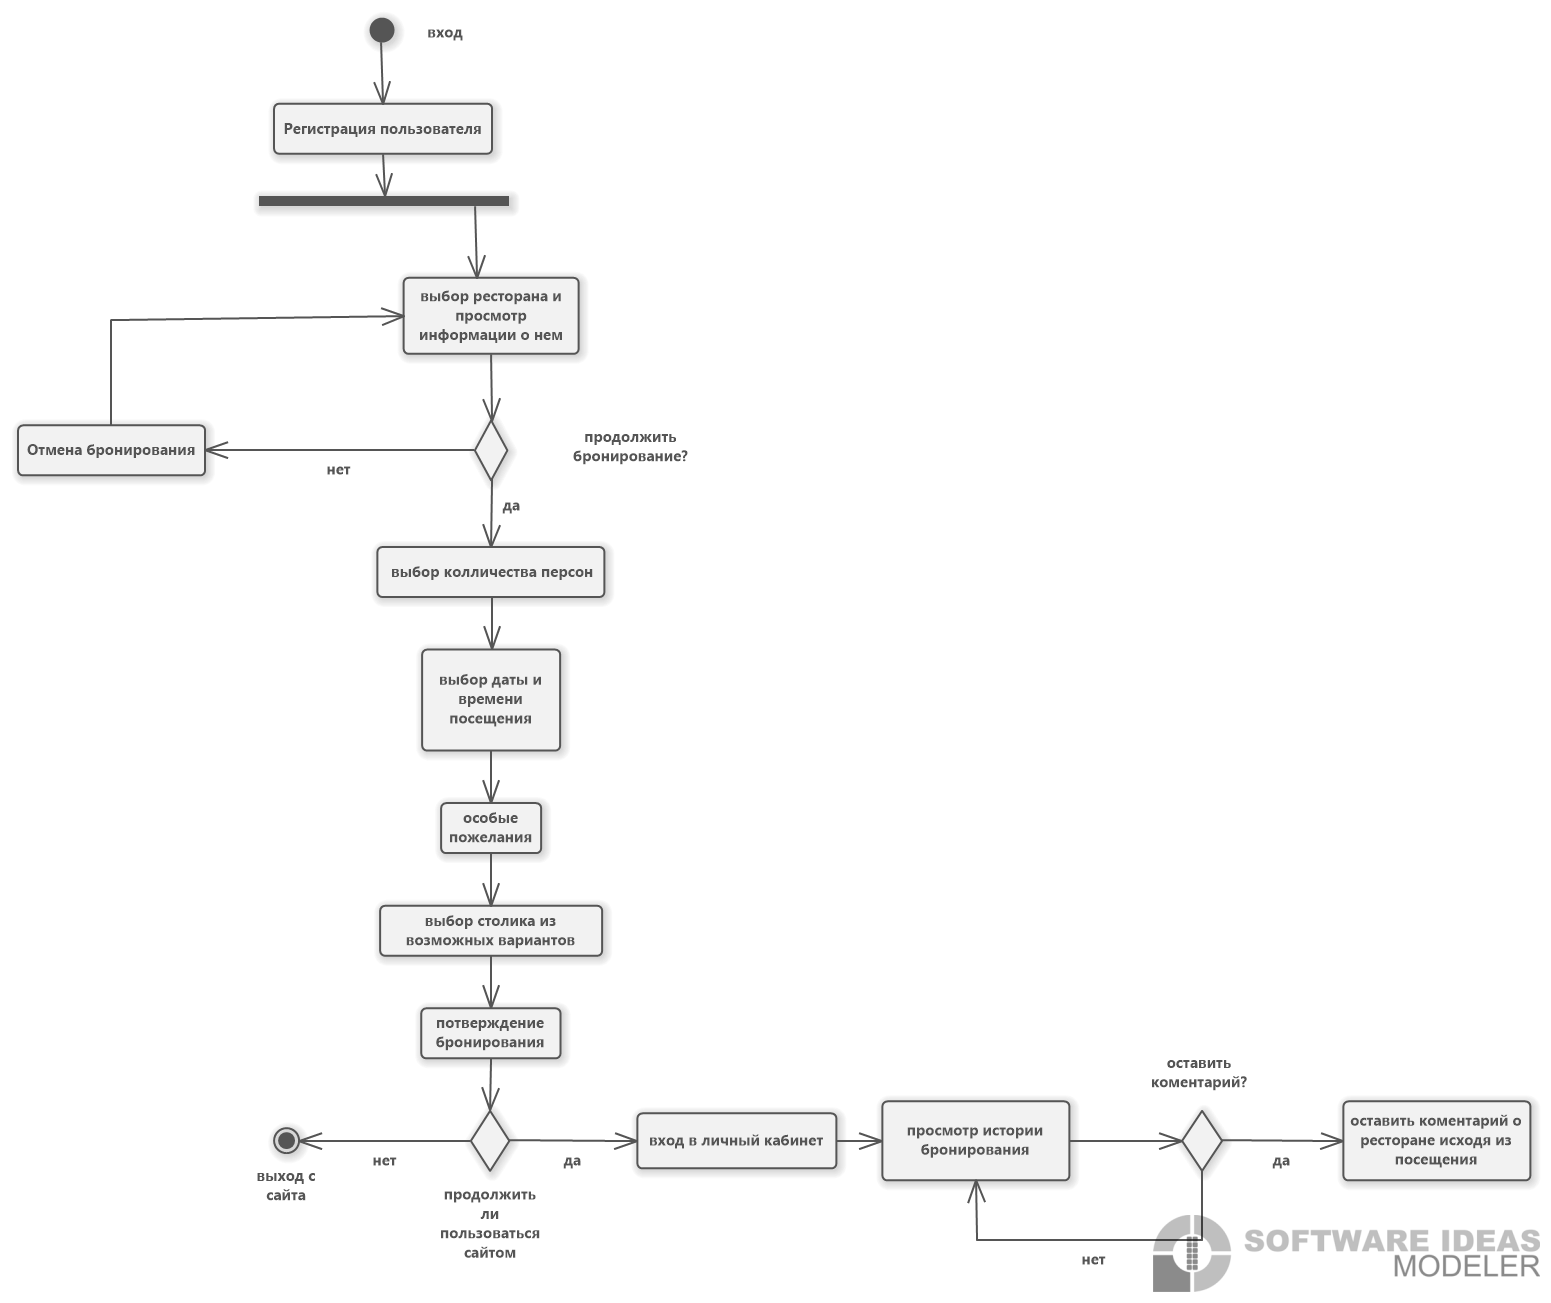 вход
Регистрация пользователя
выбор ресторана и
просмотр
информации о нем
продолжить
бронирование?
Отмена бронирования
нет
да
выбор колличества персон
выбор даты и
времени
посещения
особые
пожелания
выбор столика из
возможных вариантов
потверждение
бронирования
нет
выход с
сайта
продолжить
ли
пользоваться
сайтом
да
вход в личный кабинет
просмотр истории
бронирования
оставить
коментарий?
да
оставить коментарий о
ресторане исходя из
посещения
нет
SOFTWARE IDEAS
MODELER